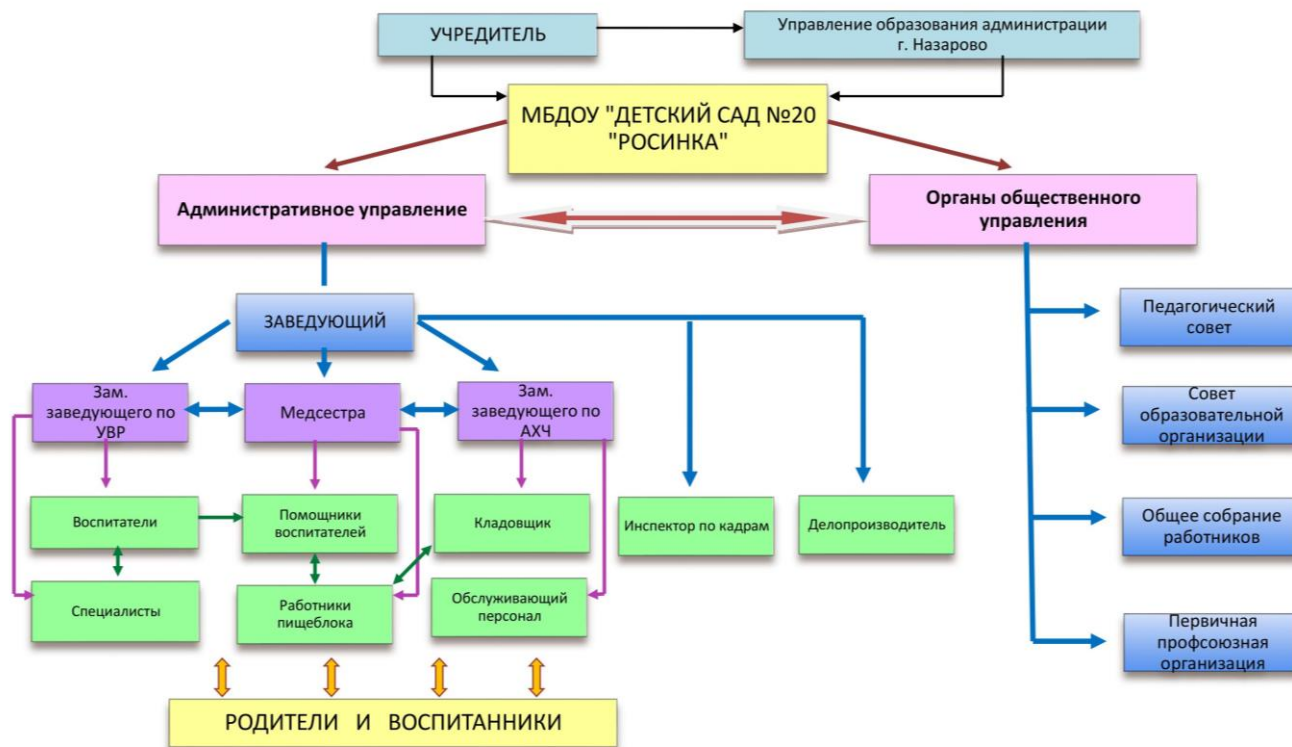 УЧРЕДИТЕЛЬ
Управление образования администрации
г. Назарово
МБДОУ "ДЕТСКИЙ САД №20
"РОСИНКА"
Административное управление
Органы общественного
управления
ЗАВЕДУЮЩИЙ
Педагогический
совет
Зам.
заведующего по
УВР
Медсестра
Зам.
заведующего по
АХЧ
Совет
образовательной
организации
Воспитатели
Помощники
воспитателей
Кладовщик
Инспектор по кадрам
Делопроизводитель
Общее собрание
работников
Специалисты
Работники
пищеблока
Обслуживающий
персонал
Первичная
профсоюзная
организация
РОДИТЕЛИ И ВОСПИТАННИКИ